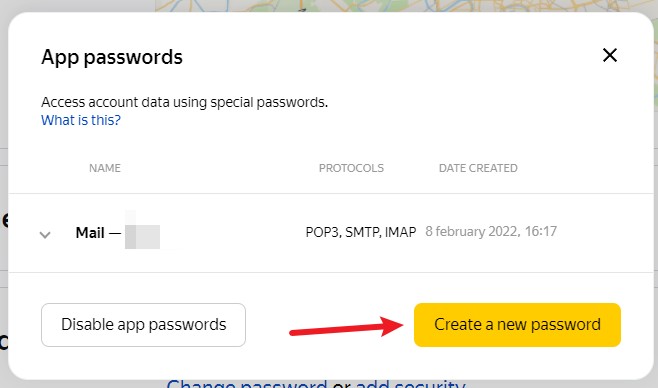 App passwords
Access account data using special passwords.
What is this?
NAME PROTOCOLS DATE CREATED
Mail — POP3, SMTP, IMAP 8 february 2022, 16:17
Disable app passwords Create a new password
Change password or add security